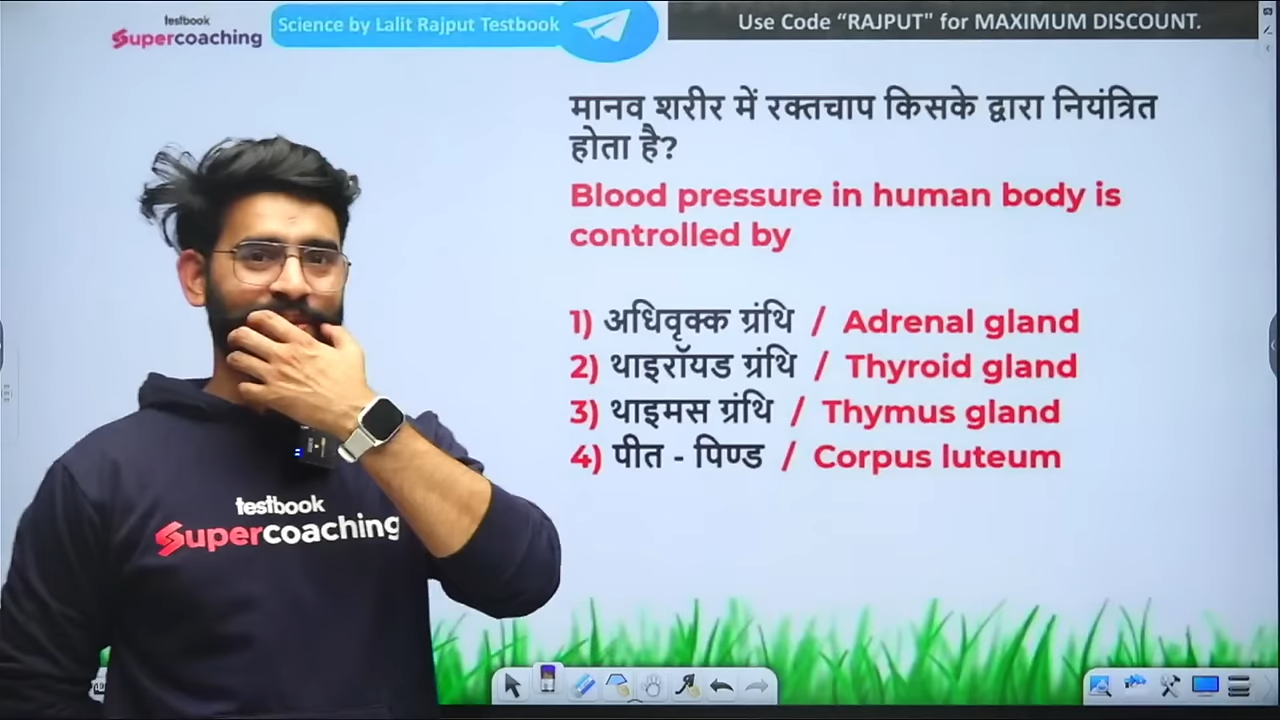 testbook
Supercoaching
Science by Lalit Rajput Testbook
Use Code “RAJPUT" for MAXIMUM DISCOUNT.
मानव शरीर में रक्तचाप किसके द्वारा नियंत्रित
होता है?
Blood pressure in human body is
controlled by
1) अधिवृक्क ग्रंथि / Adrenal gland
2) थाइरॉयड ग्रंथि / Thyroid gland
3) थाइमस ग्रंथि / Thymus gland
4) पीत - पिण्ड / Corpus luteum
testbook
Supercoaching